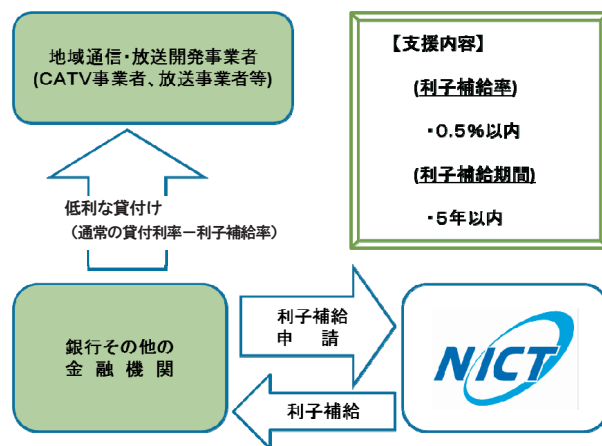 地域通信・放送開発事業者
(CATV事業者、放送事業者等)
【支援内容】
(利子補給率)
・0.5%以内
(利子補給期間)
・5年以内
低利な貸付け
（通常の貸付利率－利子補給率）
銀行その他の
金融機関
利子補給
申　請
利子補給
NICT